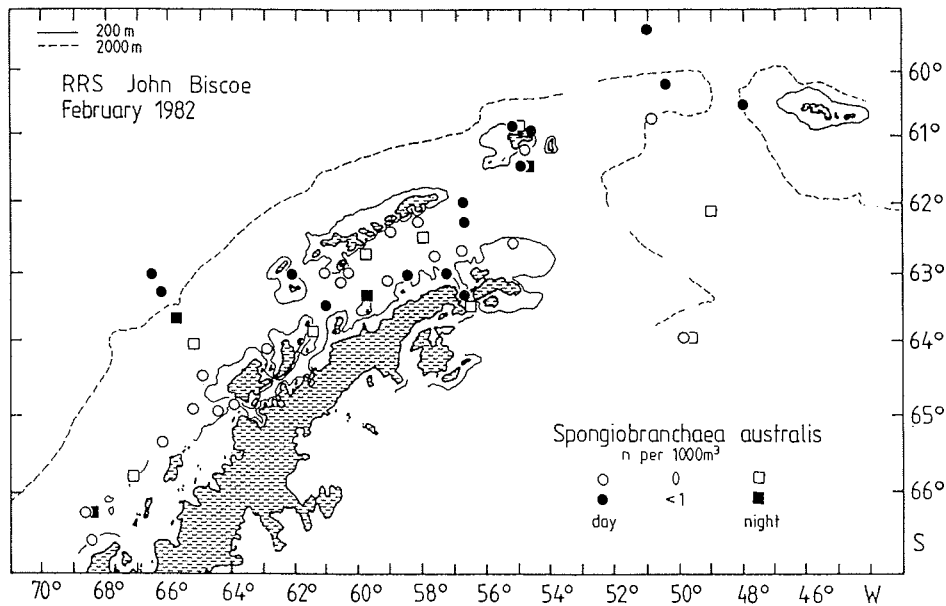 200 m
2000 m
RRS John Biscoe
February 1982
60°
61°
62°
63°
64°
65°
66°
S
Spongiobranchaea australis
n per 1000m³
0
<1
day night
70° 68° 66° 64° 62° 60° 58° 56° 54° 52° 50° 48° 46° W